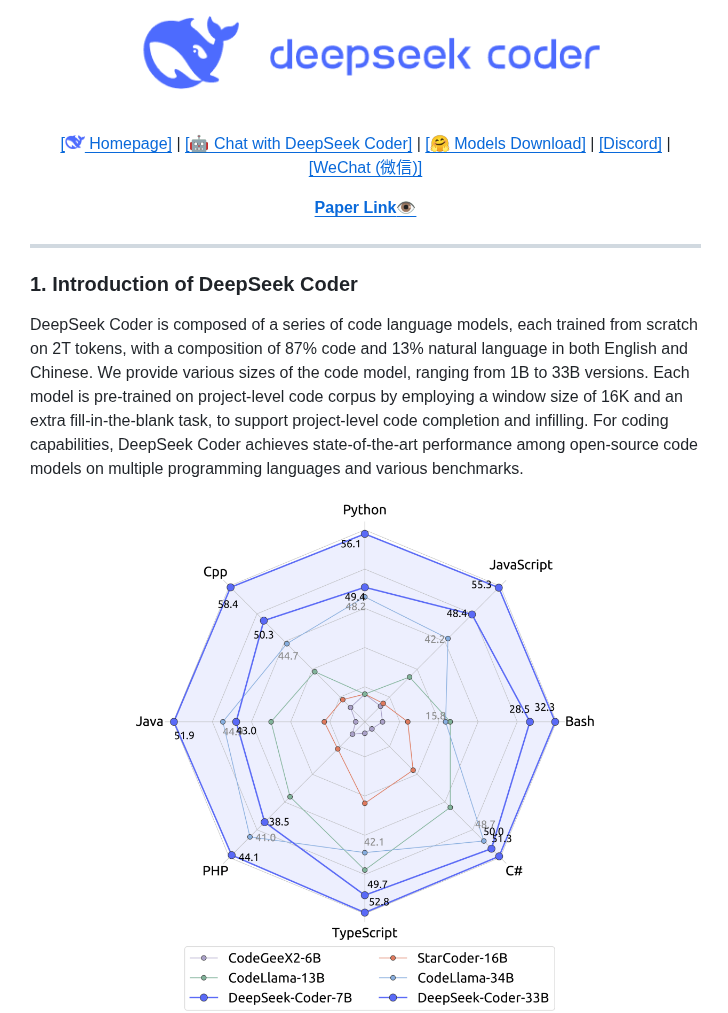 deepseek coder
[ Homepage] | [🤖 Chat with DeepSeek Coder] | [🤗 Models Download] | [Discord] |
[WeChat (微信)]
Paper Link👁️
1. Introduction of DeepSeek Coder
DeepSeek Coder is composed of a series of code language models, each trained from scratch
on 2T tokens, with a composition of 87% code and 13% natural language in both English and
Chinese. We provide various sizes of the code model, ranging from 1B to 33B versions. Each
model is pre-trained on project-level code corpus by employing a window size of 16K and an
extra fill-in-the-blank task, to support project-level code completion and infilling. For coding
capabilities, DeepSeek Coder achieves state-of-the-art performance among open-source code
models on multiple programming languages and various benchmarks.
Python
56.1
JavaScript
Cpp
55.3
58.4
49.4
48.2
48.4
50.3
42.2
44.7
28.5 32.3
15.8
Java
Bash
43.0
51.9
48.7
38.5
50.0
41.0
51.3
42.1
44.1
PHP
C#
49.7
52.8
TypeScript
CodeGeeX2-6B StarCoder-16B
CodeLlama-13B CodeLlama-34B
DeepSeek-Coder-7B DeepSeek-Coder-33B